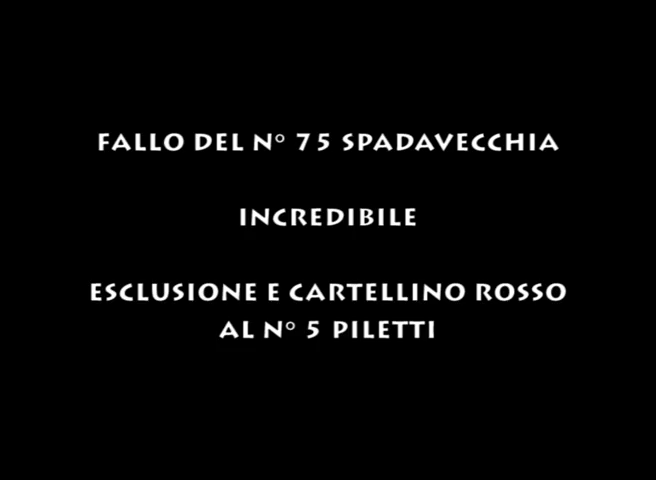 FALLO DEL N° 75 SPADAVECCHIA
INCREDIBILE
ESCLUSIONE E CARTELLINO ROSSO
AL N° 5 PILETTI